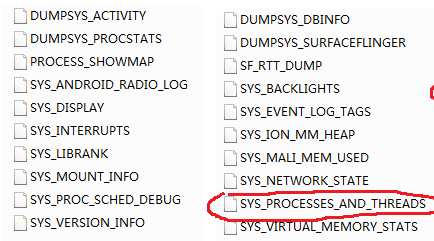 DUMPSYS_ACTIVITY
DUMPSYS_PROCSTATS
PROCESS_SHOWMAP
SYS_ANDROID_RADIO_LOG
SYS_DISPLAY
SYS_INTERRUPTS
SYS_LIBRANK
SYS_MOUNT_INFO
SYS_PROC_SCHED_DEBUG
SYS_VERSION_INFO
DUMPSYS_DBINFO
DUMPSYS_SURFACEFLINGER
SF_RTT_DUMP
SYS_BACKLIGHTS
SYS_EVENT_LOG_TAGS
SYS_ION_MM_HEAP
SYS_MALI_MEM_USED
SYS_NETWORK_STATE
SYS_PROCESSES_AND_THREADS
SYS_VIRTUAL_MEMORY_STATS